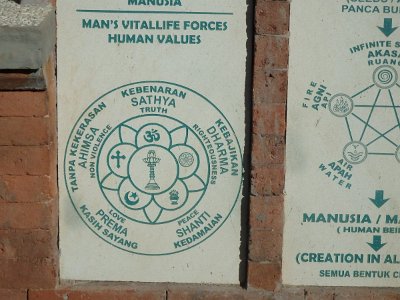 MANUSIA
MAN'S VITALLIFE FORCES
HUMAN VALUES
KEBENARAN
SATHYA
TRUTH
TANPA KEKERASAN
AHIMSA
NON VIOLENCE
KEBAJIKAN
DHARMA
RIGHTEOUSNESS
LOVE
PREMA
KASIH SAYANG
PEACE
SHANTI
KEDAMAIAN
PANCA BU
INFINITE S
AKASA
RUANG
FIRE
AGNI
API
AIR
APAH
WATER
MANUSIA / MA
(HUMAN BEI
(CREATION IN AL
SEMUA BENTUK C